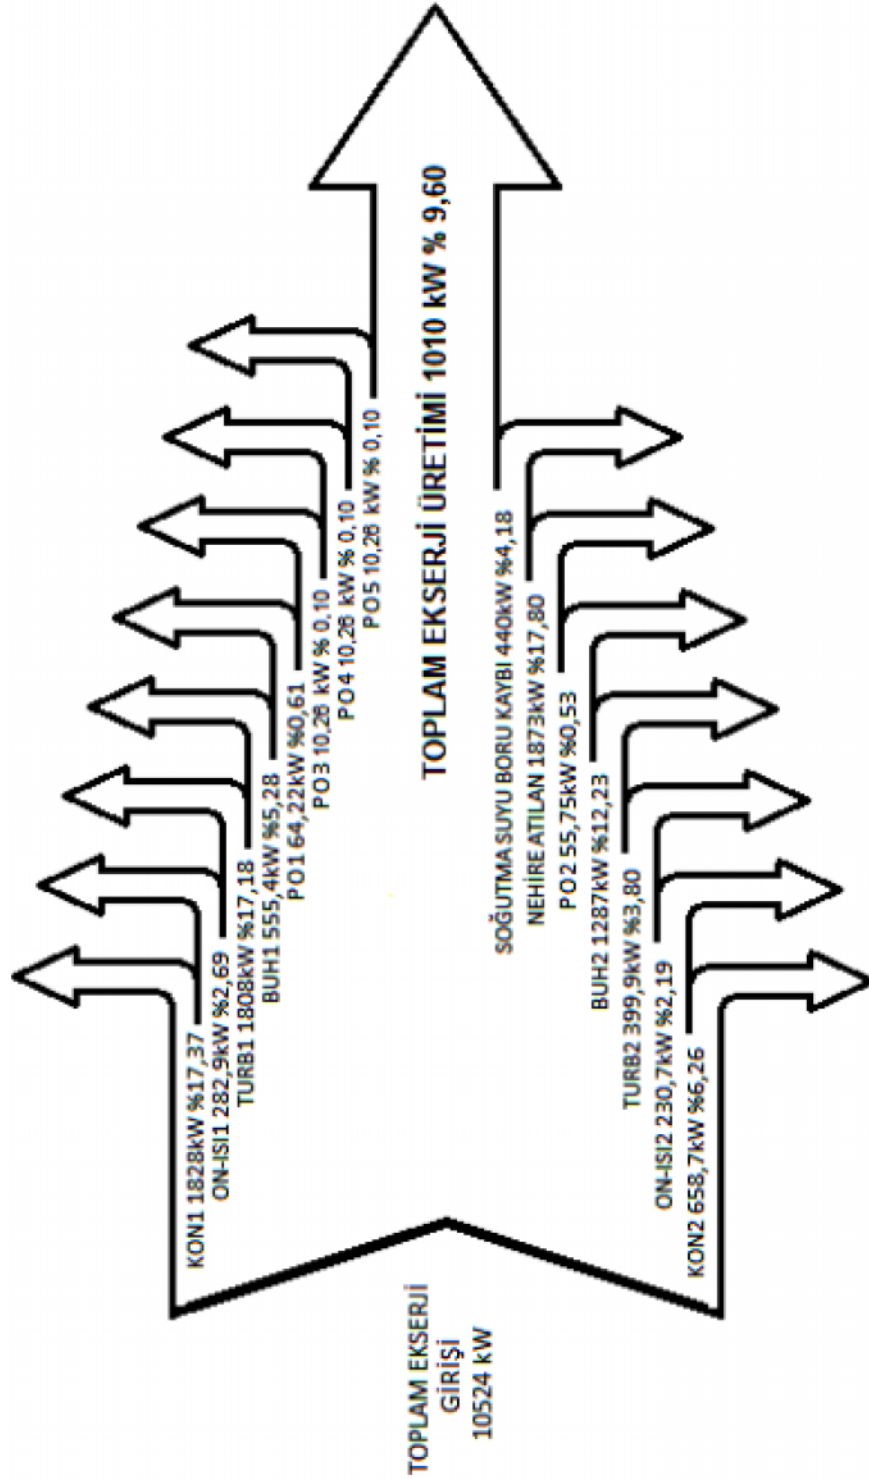 TOPLAM EKSERJİ
GİRİŞİ
10524 kW
KON1 1828kW %17,37
ON-ISI1 282,9kW %2,69
TURB1 1808kW %17,18
BUH1 555,4kW %5,28
PO1 64,22kW %0,61
PO3 10,26 kW % 0,10
PO4 10,26 kW % 0,10
PO5 10,26 kW % 0,10
TOPLAM EKSERJİ ÜRETİMİ 1010 kW % 9,60
SOĞUTMA SUYU BORU KAYBI 440kW %4,18
NEHİRE ATILAN 1873kW %17,80
PO2 55,75kW %0,53
BUH2 1287kW %12,23
TURB2 399,9kW %3,80
ON-ISI2 230,7kW %2,19
KON2 658,7kW %6,26